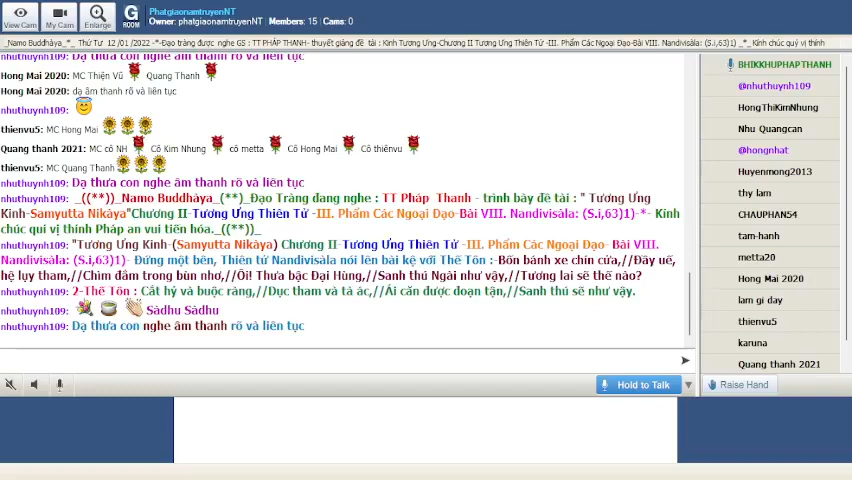 View Cam
My Cam
Enlarge
G
ROOM
PhatgiaonamtruyenNT
Owner: phatgiaonamtruyenNT Members: 15 | Cams: 0
_Namo Buddhàya_*_ Thứ Tư 12 /01 /2022 -*-Đạo tràng được nghe GS : TT PHÁP THANH- thuyết giảng đề tài : Kinh Tương Ưng-Chương II Tương Ưng Thiên Tử -III. Phẩm Các Ngoại Đạo-Bài VIII. Nandivisàla: (S.i,63)1) _*_ Kính chúc quý vị thính
nhuthuynh109: Dạ thưa con nghe âm thanh rõ và liên tục
Hong Mai 2020: MC Thiện Vũ Quang Thanh
Hong Mai 2020: dạ âm thanh rõ và liên tục
nhuthuynh109:
thienvu5: MC Hong Mai
Quang thanh 2021: MC cô NH Cô Kim Nhung cô metta Cô Hong Mai Cô thiênvu
thienvu5: MC Quang Thanh
nhuthuynh109: Dạ thưa con nghe âm thanh rõ và liên tục
nhuthuynh109: _((**))_Namo Buddhàya_(**)_Đạo Tràng đang nghe : TT Pháp Thanh - trình bầy đề tài : " Tương Ưng
Kinh-Samyutta Nikàya"Chương II-Tương Ưng Thiên Tử -III. Phẩm Các Ngoại Đạo-Bài VIII. Nandivisàla: (S.i,63)1)-*- Kính
chúc quí vị thính Pháp an vui tiến hóa._((**))_
nhuthuynh109: "Tương Ưng Kinh-(Samyutta Nikàya) Chương II-Tương Ưng Thiên Tử -III. Phẩm Các Ngoại Đạo- Bài VIII.
Nandivisàla: (S.i,63)1)- Đứng một bên, Thiên tử Nandivisàla nói lên bài kệ với Thế Tôn :-Bốn bánh xe chín cửa,//Đầy uế,
hệ lụy tham,//Chìm đắm trong bùn nhơ,//Ôi! Thưa bậc Đại Hùng,//Sanh thú Ngài như vậy,//Tương lai sẽ thế nào?
nhuthuynh109: 2-Thế Tôn : Cắt hỷ và buộc ràng,//Dục tham và tà ác,//Ái căn được đoạn tận,//Sanh thú sẽ như vậy.
nhuthuynh109: Sàdhu Sàdhu
nhuthuynh109: Dạ thưa con nghe âm thanh rõ và liên tục
Hold to Talk
BHIKKHUPHAPTHANH
@nhuthuynh109
HongThiKimNhung
Nhu Quangcan
@hongnhat
Huyenmong2013
thy lam
CHAUPHAN54
tam-hanh
metta20
Hong Mai 2020
lam gi day
thienvu5
karuna
Quang thanh 2021
Raise Hand